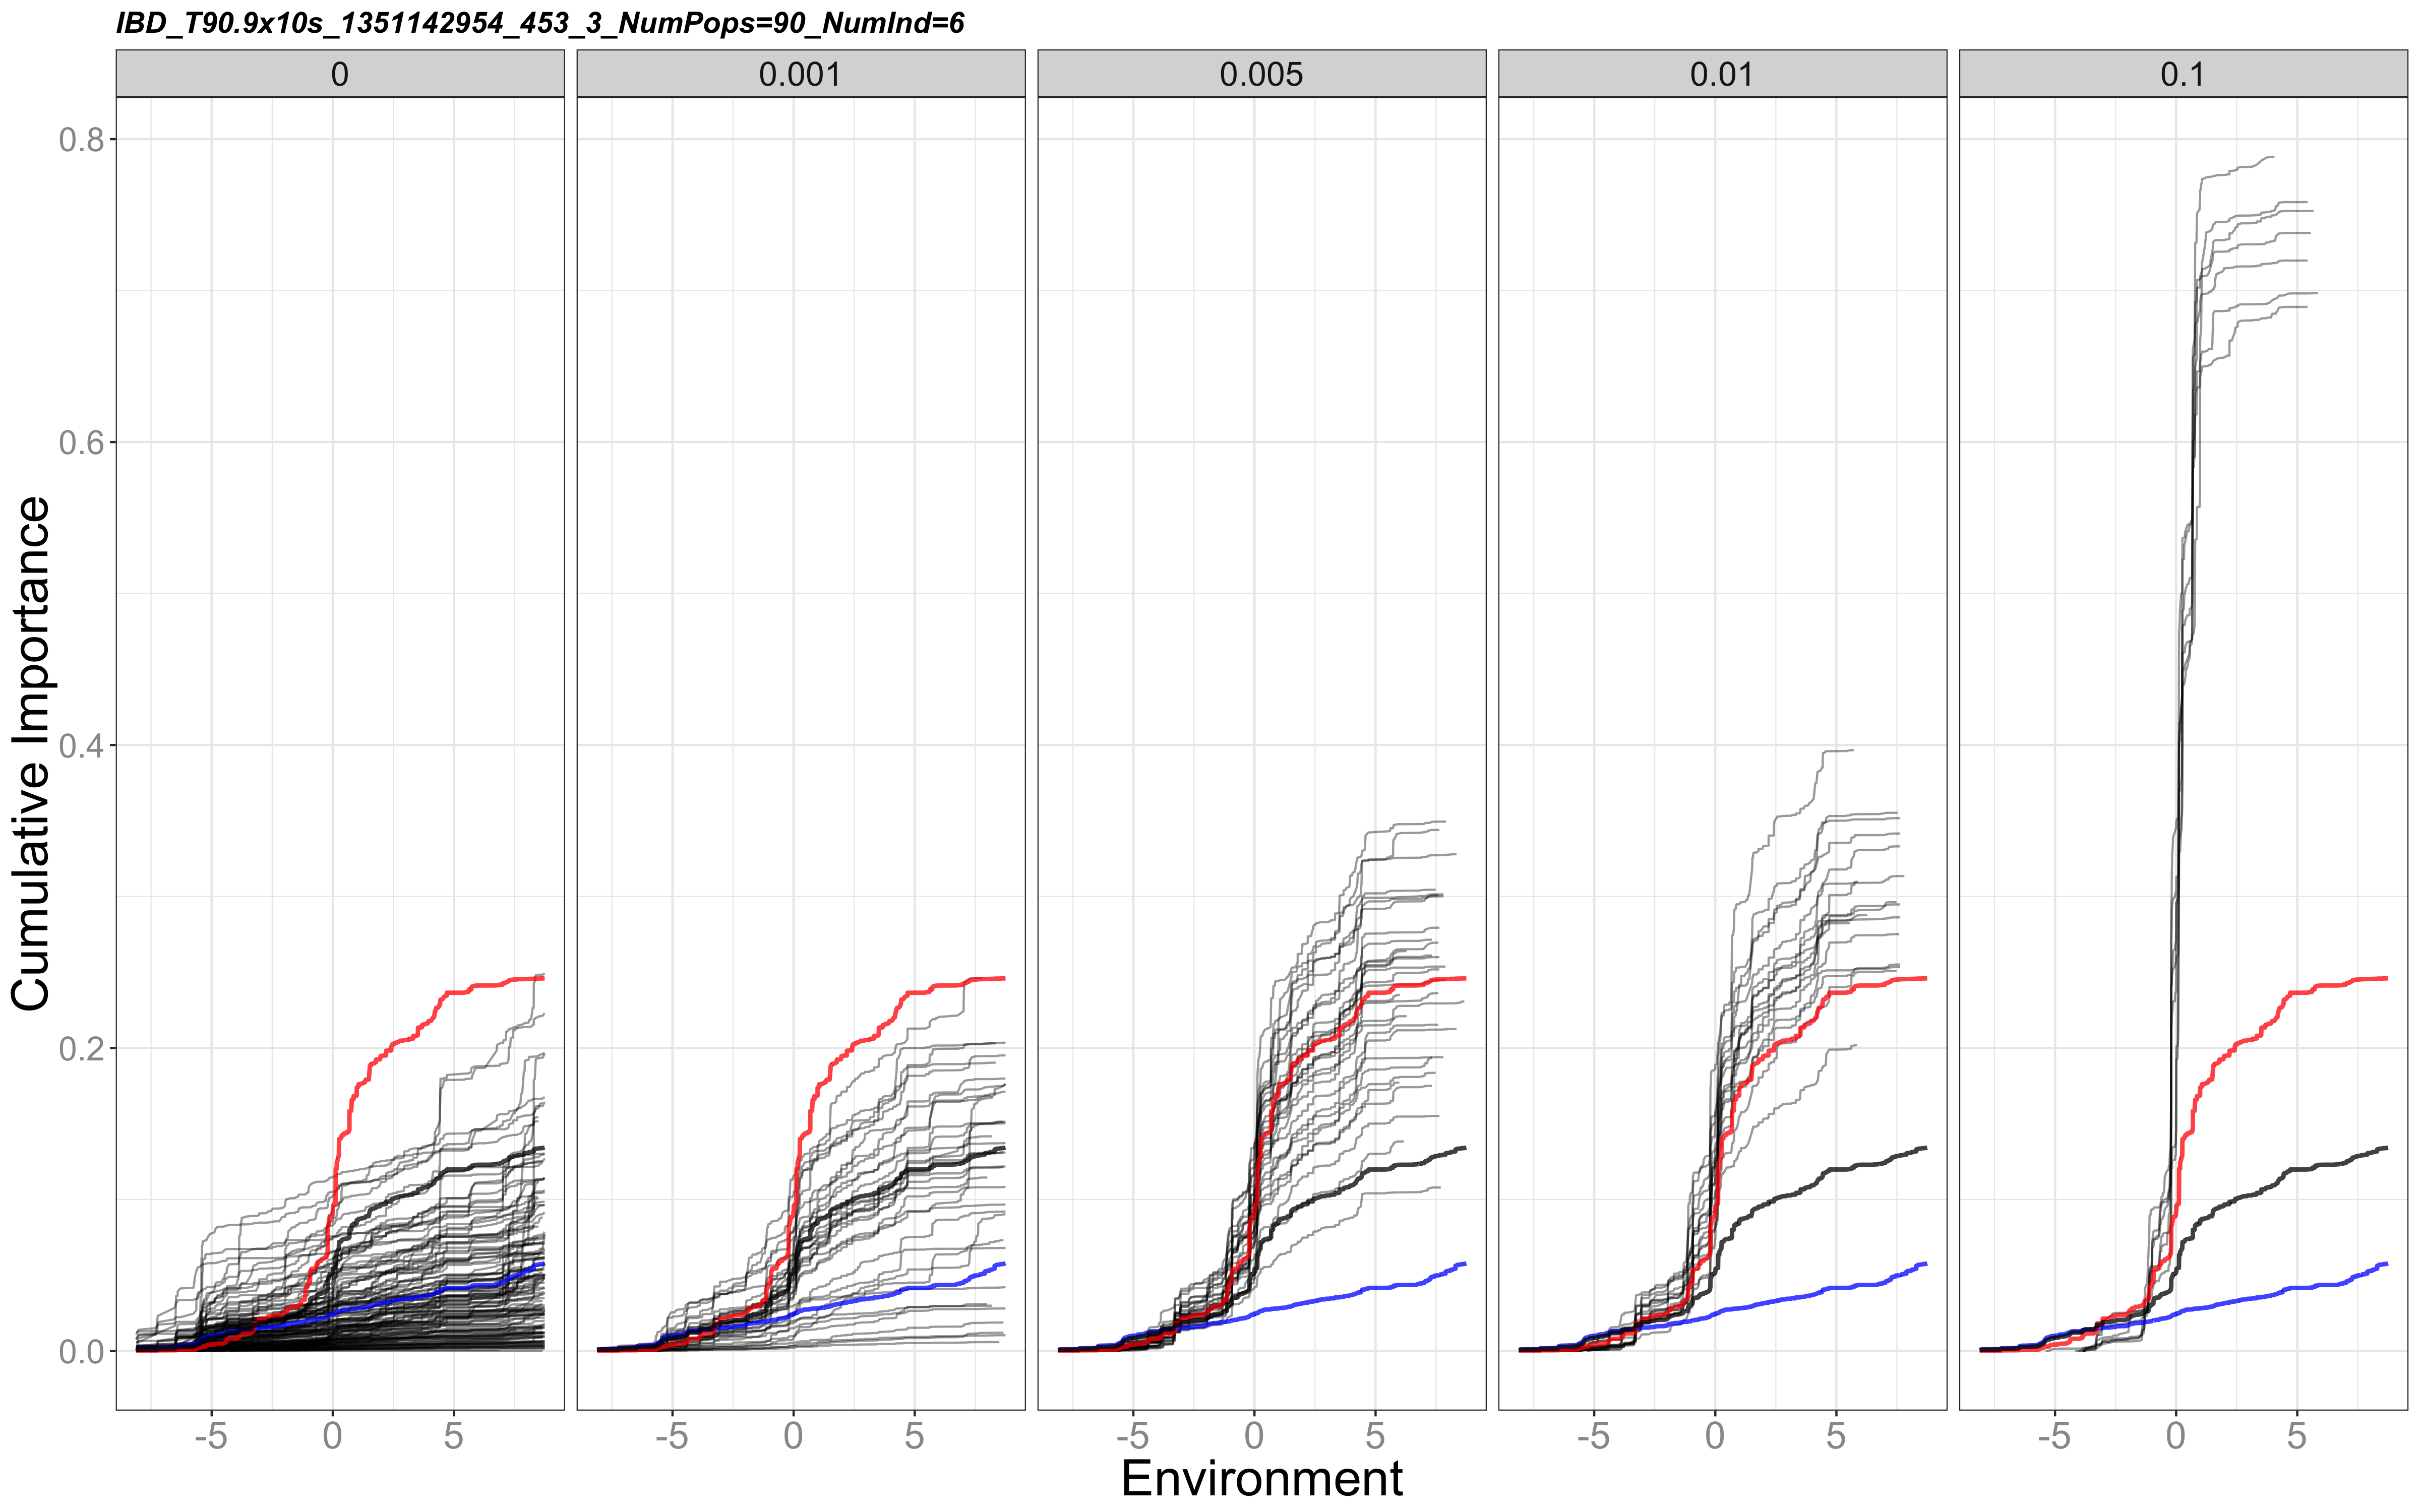 IBD_T90.9x10s_1351142954_453_3_NumPops=90_NumInd=6
0 0.001 0.005 0.01 0.1
Cumulative Importance
0.8
0.6
0.4
0.2
0.0
-5 0 5 -5 0 5 -5 0 5 -5 0 5 -5 0 5
Environment